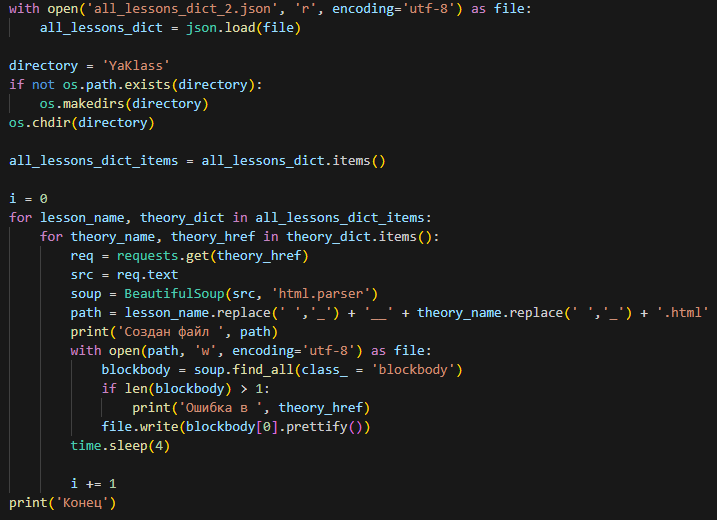 with open('all_lessons_dict_2.json', 'r', encoding='utf-8') as file:
    all_lessons_dict = json.load(file)

directory = 'YaKlass'
if not os.path.exists(directory):
    os.makedirs(directory)
os.chdir(directory)

all_lessons_dict_items = all_lessons_dict.items()

i = 0
for lesson_name, theory_dict in all_lessons_dict_items:
    for theory_name, theory_href in theory_dict.items():
        req = requests.get(theory_href)
        src = req.text
        soup = BeautifulSoup(src, 'html.parser')
        path = lesson_name.replace(' ','_') + '__' + theory_name.replace(' ','_') + '.html'
        print('Создан файл ', path)
        with open(path, 'w', encoding='utf-8') as file:
            blockbody = soup.find_all(class_ = 'blockbody')
            if len(blockbody) > 1:
                print('Ошибка в ', theory_href)
            file.write(blockbody[0].prettify())
        time.sleep(4)

        i += 1
print('Конец')